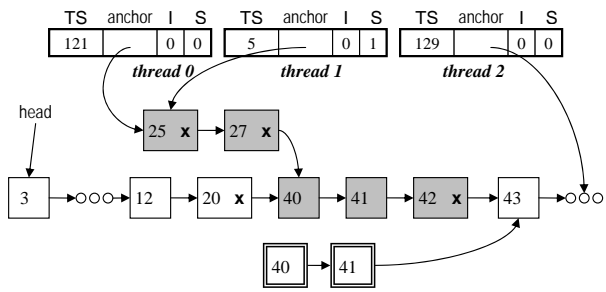 TS anchor I S TS anchor I S TS anchor I S
121 0 0 5 0 1 129 0 0
thread 0 thread 1 thread 2
head
25 x 27 x
3 12 20 x 40 41 42 x 43
40 41